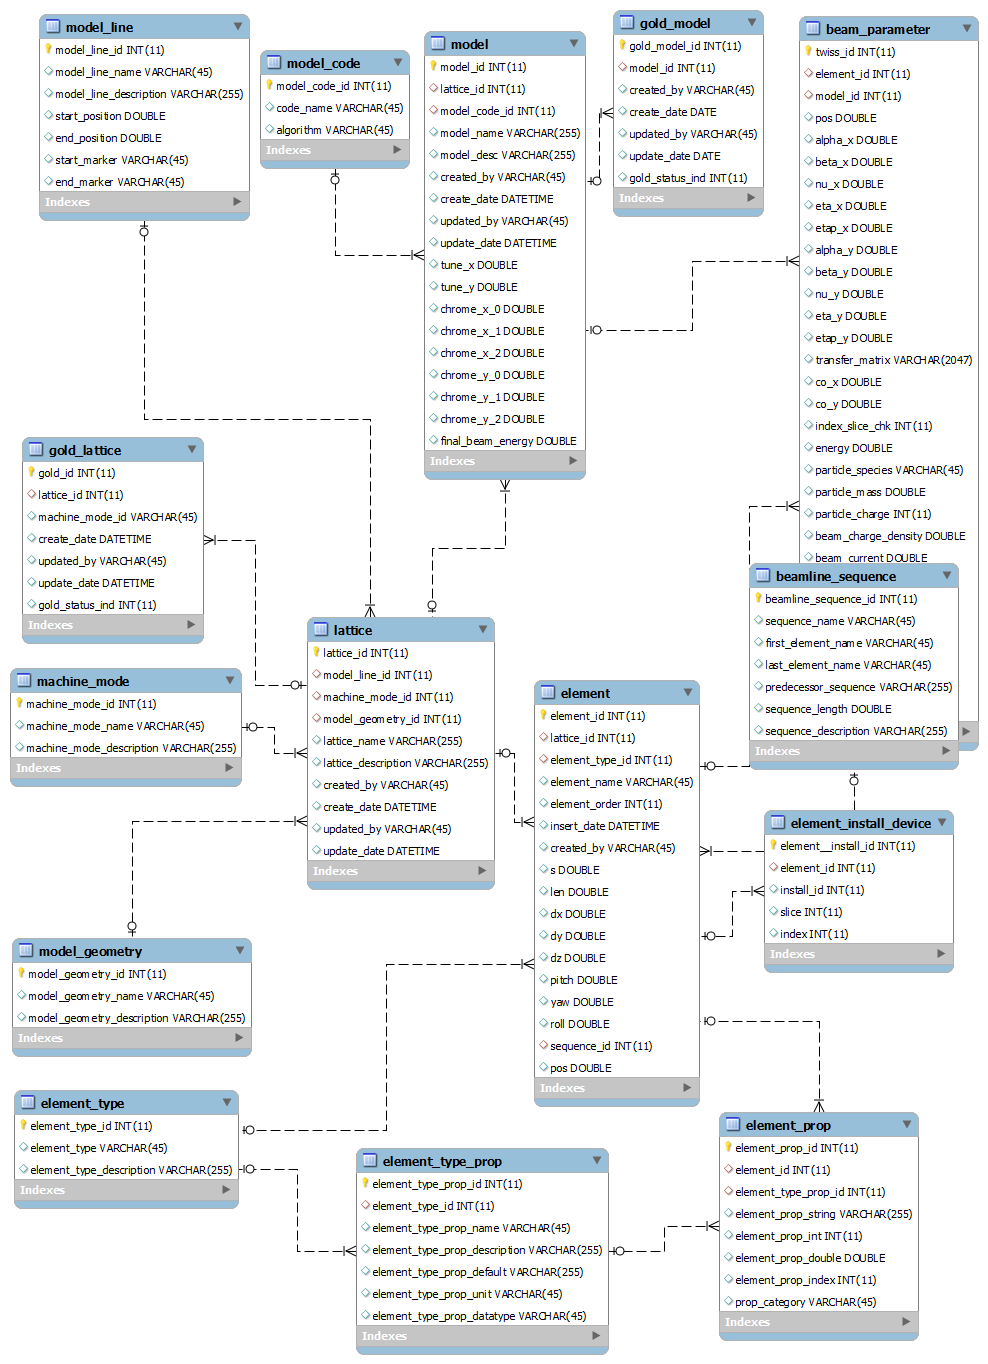 model_line
model_line_id INT(11)
model_line_name VARCHAR(45)
model_line_description VARCHAR(255)
start_position DOUBLE
end_position DOUBLE
start_marker VARCHAR(45)
end_marker VARCHAR(45)
Indexes
model_code
model_code_id INT(11)
code_name VARCHAR(45)
algorithm VARCHAR(45)
Indexes
model
model_id INT(11)
lattice_id INT(11)
model_code_id INT(11)
model_name VARCHAR(255)
model_desc VARCHAR(255)
created_by VARCHAR(45)
create_date DATETIME
updated_by VARCHAR(45)
update_date DATETIME
tune_x DOUBLE
tune_y DOUBLE
chrome_x_0 DOUBLE
chrome_x_1 DOUBLE
chrome_x_2 DOUBLE
chrome_y_0 DOUBLE
chrome_y_1 DOUBLE
chrome_y_2 DOUBLE
final_beam_energy DOUBLE
Indexes
gold_model
gold_model_id INT(11)
model_id INT(11)
created_by VARCHAR(45)
create_date DATE
updated_by VARCHAR(45)
update_date DATE
gold_status_ind INT(11)
Indexes
beam_parameter
twiss_id INT(11)
element_id INT(11)
model_id INT(11)
pos DOUBLE
alpha_x DOUBLE
beta_x DOUBLE
nu_x DOUBLE
eta_x DOUBLE
etap_x DOUBLE
alpha_y DOUBLE
beta_y DOUBLE
nu_y DOUBLE
eta_y DOUBLE
etap_y DOUBLE
transfer_matrix VARCHAR(2047)
co_x DOUBLE
co_y DOUBLE
index_slice_chk INT(11)
energy DOUBLE
particle_species VARCHAR(45)
particle_mass DOUBLE
particle_charge INT(11)
beam_charge_density DOUBLE
beam_current DOUBLE
gold_lattice
gold_id INT(11)
lattice_id INT(11)
machine_mode_id VARCHAR(45)
create_date DATETIME
updated_by VARCHAR(45)
update_date DATETIME
gold_status_ind INT(11)
Indexes
beamline_sequence
beamline_sequence_id INT(11)
sequence_name VARCHAR(45)
first_element_name VARCHAR(45)
last_element_name VARCHAR(45)
predecessor_sequence VARCHAR(255)
sequence_length DOUBLE
sequence_description VARCHAR(255)
Indexes
machine_mode
machine_mode_id INT(11)
machine_mode_name VARCHAR(45)
machine_mode_description VARCHAR(255)
Indexes
lattice
lattice_id INT(11)
model_line_id INT(11)
machine_mode_id INT(11)
model_geometry_id INT(11)
lattice_name VARCHAR(255)
lattice_description VARCHAR(255)
created_by VARCHAR(45)
create_date DATETIME
updated_by VARCHAR(45)
update_date DATETIME
Indexes
element
element_id INT(11)
lattice_id INT(11)
element_type_id INT(11)
element_name VARCHAR(45)
element_order INT(11)
insert_date DATETIME
created_by VARCHAR(45)
s DOUBLE
len DOUBLE
dx DOUBLE
dy DOUBLE
dz DOUBLE
pitch DOUBLE
yaw DOUBLE
roll DOUBLE
sequence_id INT(11)
pos DOUBLE
Indexes
element_install_device
element__install_id INT(11)
element_id INT(11)
install_id INT(11)
slice INT(11)
index INT(11)
Indexes
model_geometry
model_geometry_id INT(11)
model_geometry_name VARCHAR(45)
model_geometry_description VARCHAR(255)
Indexes
element_type
element_type_id INT(11)
element_type VARCHAR(45)
element_type_description VARCHAR(255)
Indexes
element_type_prop
element_type_prop_id INT(11)
element_type_id INT(11)
element_type_prop_name VARCHAR(45)
element_type_prop_description VARCHAR(255)
element_type_prop_default VARCHAR(255)
element_type_prop_unit VARCHAR(45)
element_type_prop_datatype VARCHAR(45)
Indexes
element_prop
element_prop_id INT(11)
element_id INT(11)
element_type_prop_id INT(11)
element_prop_string VARCHAR(255)
element_prop_int INT(11)
element_prop_double DOUBLE
element_prop_index INT(11)
prop_category VARCHAR(45)
Indexes